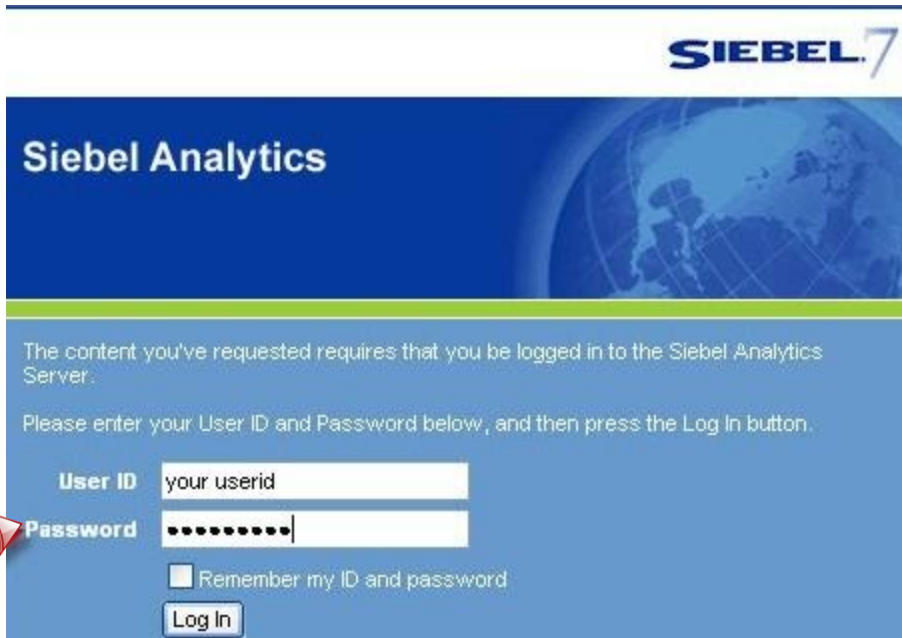 SIEBEL.7
Siebel Analytics
The content you've requested requires that you be logged in to the Siebel Analytics
Server.
Please enter your User ID and Password below, and then press the Log In button.
User ID your userid
Password •••••••••
Remember my ID and password
Log In